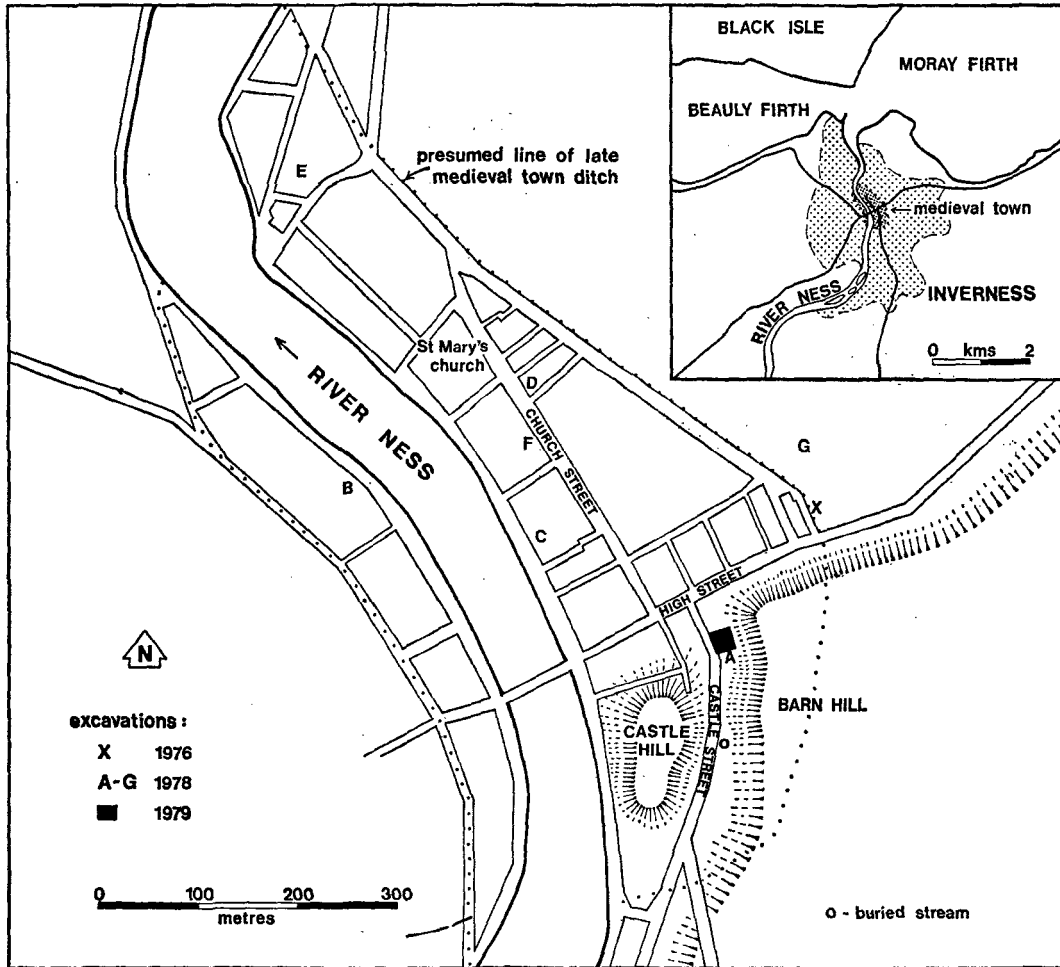 BLACK ISLE
MORAY FIRTH
BEAULY FIRTH
medieval town
RIVER NESS
INVERNESS
0 kms 2
presumed line of late
medieval town ditch
E
St Mary's
church
D
RIVER NESS
CHURCH STREET
F
G
B
X
C
HIGH STREET
A
N
BARN HILL
CASTLE
HILL
CASTLE STREET
o
excavations :
X 1976
A-G 1978
1979
0 100 200 300
metres
o - buried stream